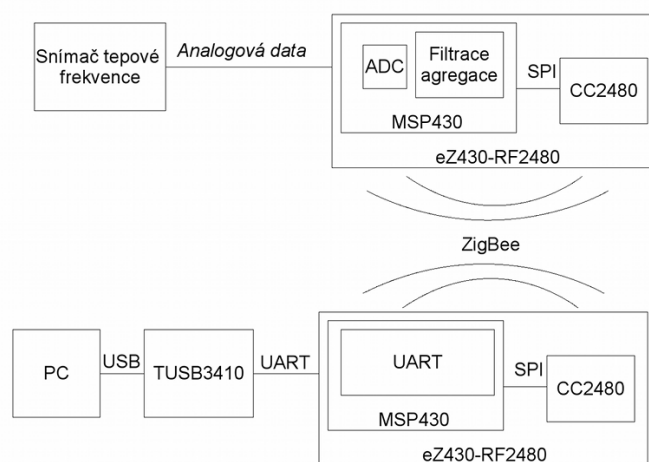 Snímač tepové
frekvence
Analogová data
ADC
Filtrace
agregace
MSP430
SPI
CC2480
eZ430-RF2480
ZigBee
PC
USB
TUSB3410
UART
UART
MSP430
SPI
CC2480
eZ430-RF2480